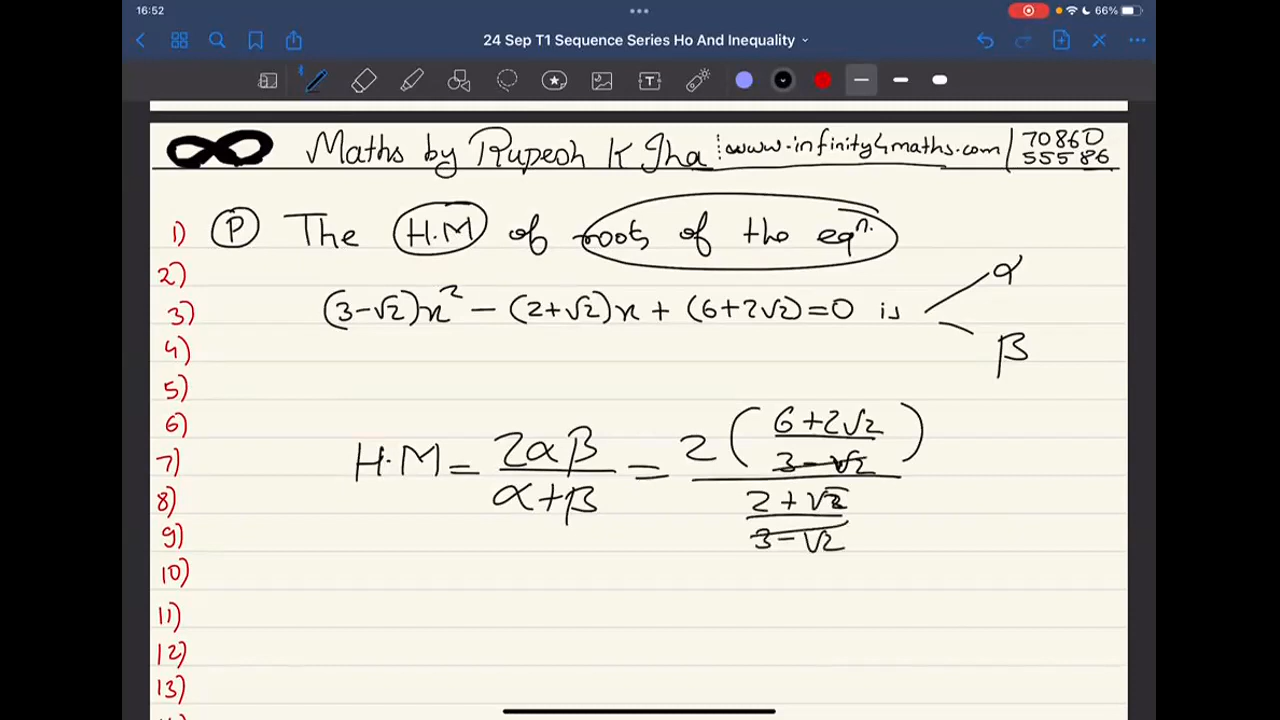 16:52
66%
24 Sep T1 Sequence Series Ho And Inequality
Maths by Rupesh K Jha www.infinity4maths.com / 70860 55586
1) P The H.M of roots of the eqⁿ.
2)
3) (3-√2)x² - (2+√2)x + (6+2√2)=0 is α
4) β
5)
6)
7) H.M = 2αβ/(α+β) = 2((6+2√2)/(3-√2)) / ((2+√2)/(3-√2))
8)
9)
10)
11)
12)
13)